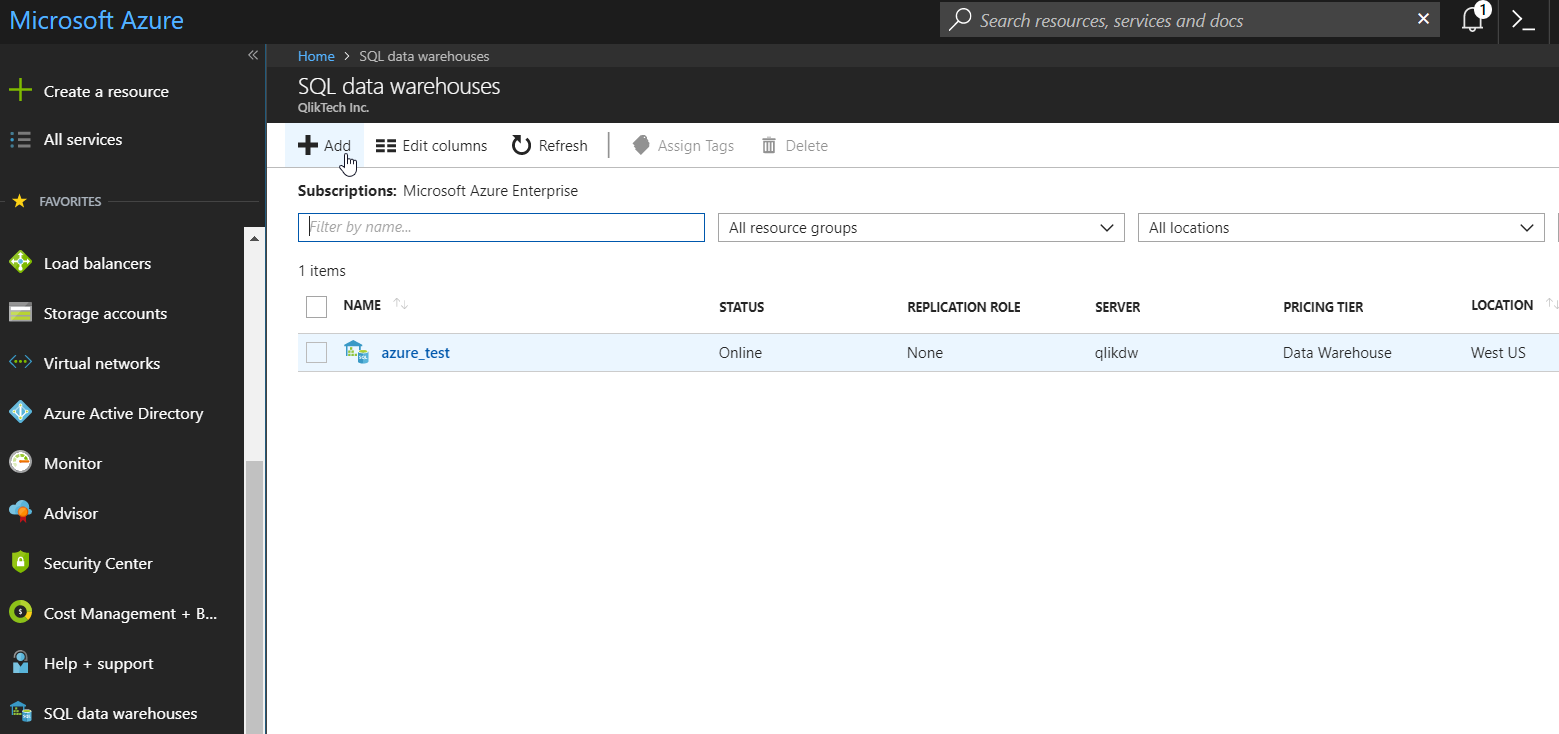 Microsoft Azure
Search resources, services and docs
1
Create a resource
All services
FAVORITES
Load balancers
Storage accounts
Virtual networks
Azure Active Directory
Monitor
Advisor
Security Center
Cost Management + B...
Help + support
SQL data warehouses
Home > SQL data warehouses
SQL data warehouses
QlikTech Inc.
Add Edit columns Refresh Assign Tags Delete
Subscriptions: Microsoft Azure Enterprise
Filter by name... All resource groups All locations
1 items
NAME STATUS REPLICATION ROLE SERVER PRICING TIER LOCATION
azure_test Online None qlikdw Data Warehouse West US